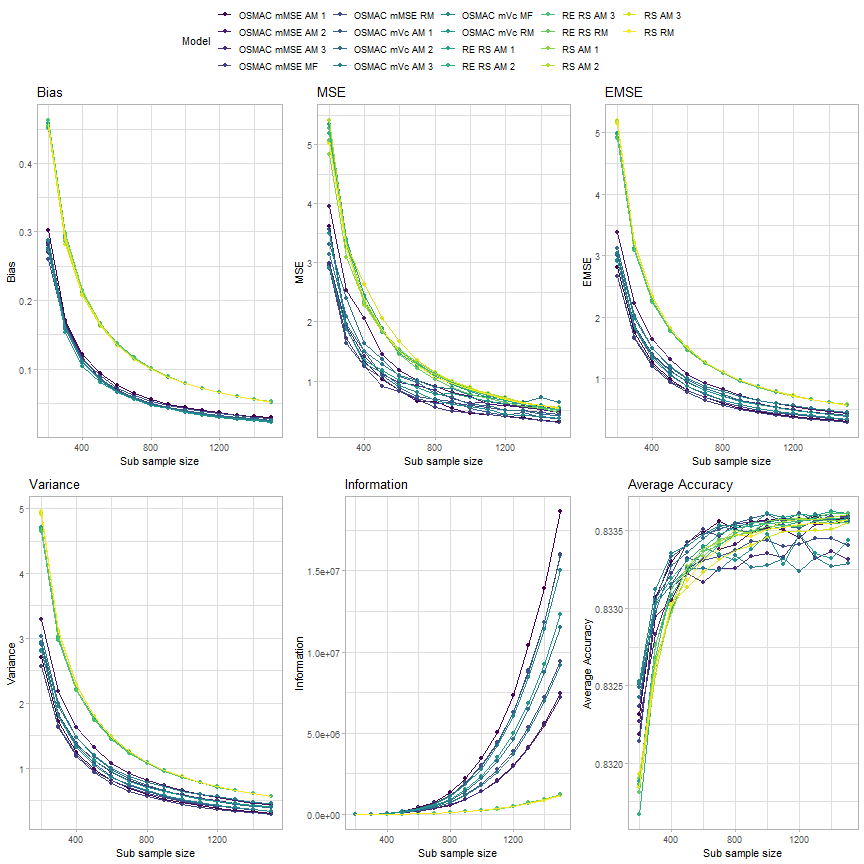 Model
OSMAC mMSE AM 1 OSMAC mMSE RM OSMAC mVc MF RE RS AM 3 RS AM 3
OSMAC mMSE AM 2 OSMAC mVc AM 1 OSMAC mVc RM RE RS RM RS RM
OSMAC mMSE AM 3 OSMAC mVc AM 2 RE RS AM 1 RS AM 1
OSMAC mMSE MF OSMAC mVc AM 3 RE RS AM 2 RS AM 2
Bias
Bias
0.4
0.3
0.2
0.1
400 800 1200
Sub sample size
MSE
MSE
5
4
3
2
1
400 800 1200
Sub sample size
EMSE
EMSE
5
4
3
2
1
400 800 1200
Sub sample size
Variance
Variance
5
4
3
2
1
400 800 1200
Sub sample size
Information
Information
1.5e+07
1.0e+07
5.0e+06
0.0e+00
400 800 1200
Sub sample size
Average Accuracy
Average Accuracy
0.8335
0.8330
0.8325
0.8320
400 800 1200
Sub sample size